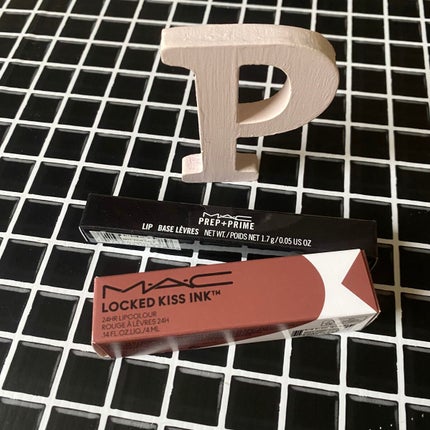 P
M·A·C
PREP+PRIME
LIP BASE LÈVRES NET WT./POIDS NET 1.7 g/0.05 US OZ
M·A·C
LOCKED KISS INK™
24HR LIPCOLOUR
ROUGE À LÈVRES 24H
.14 FL.OZ.LIQ./4 ML